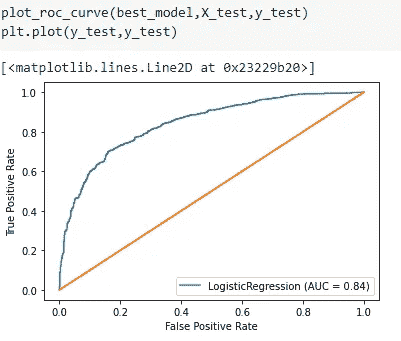 plot_roc_curve(best_model,X_test,y_test)
plt.plot(y_test,y_test)
[<matplotlib.lines.Line2D at 0x23229b20>]
1.0
0.8
0.6
0.4
0.2
0.0
True Positive Rate
LogisticRegression (AUC = 0.84)
0.0 0.2 0.4 0.6 0.8 1.0
False Positive Rate